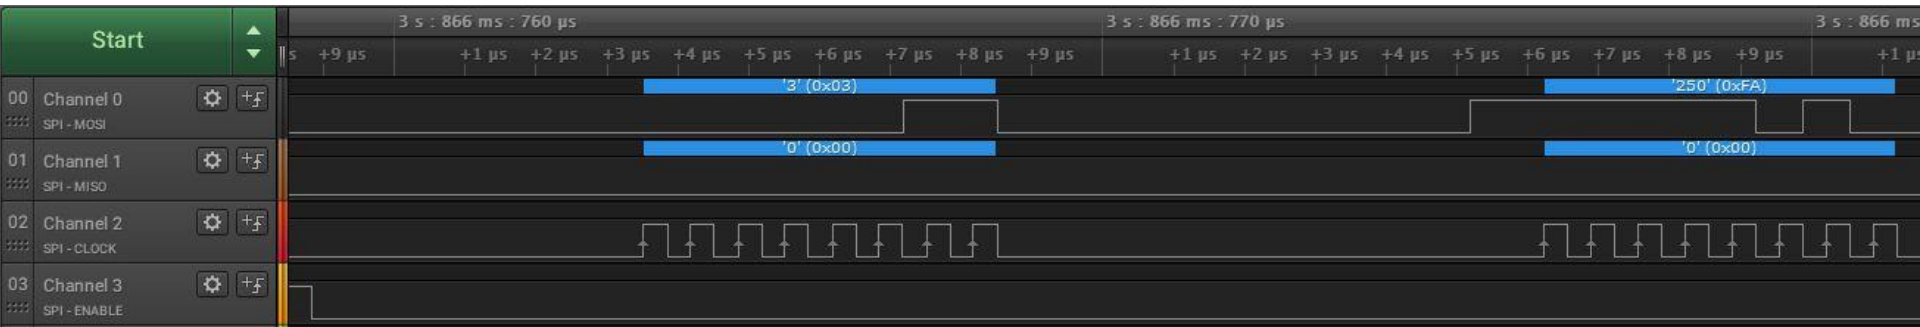 Start
3 s : 866 ms : 760 µs 3 s : 866 ms : 770 µs 3 s : 866 ms
s +9 µs +1 µs +2 µs +3 µs +4 µs +5 µs +6 µs +7 µs +8 µs +9 µs +1 µs +2 µs +3 µs +4 µs +5 µs +6 µs +7 µs +8 µs +9 µs +1 µs
00 Channel 0
SPI - MOSI
'3' (0x03) '250' (0xFA)
01 Channel 1
SPI - MISO
'0' (0x00) '0' (0x00)
02 Channel 2
SPI - CLOCK
03 Channel 3
SPI - ENABLE